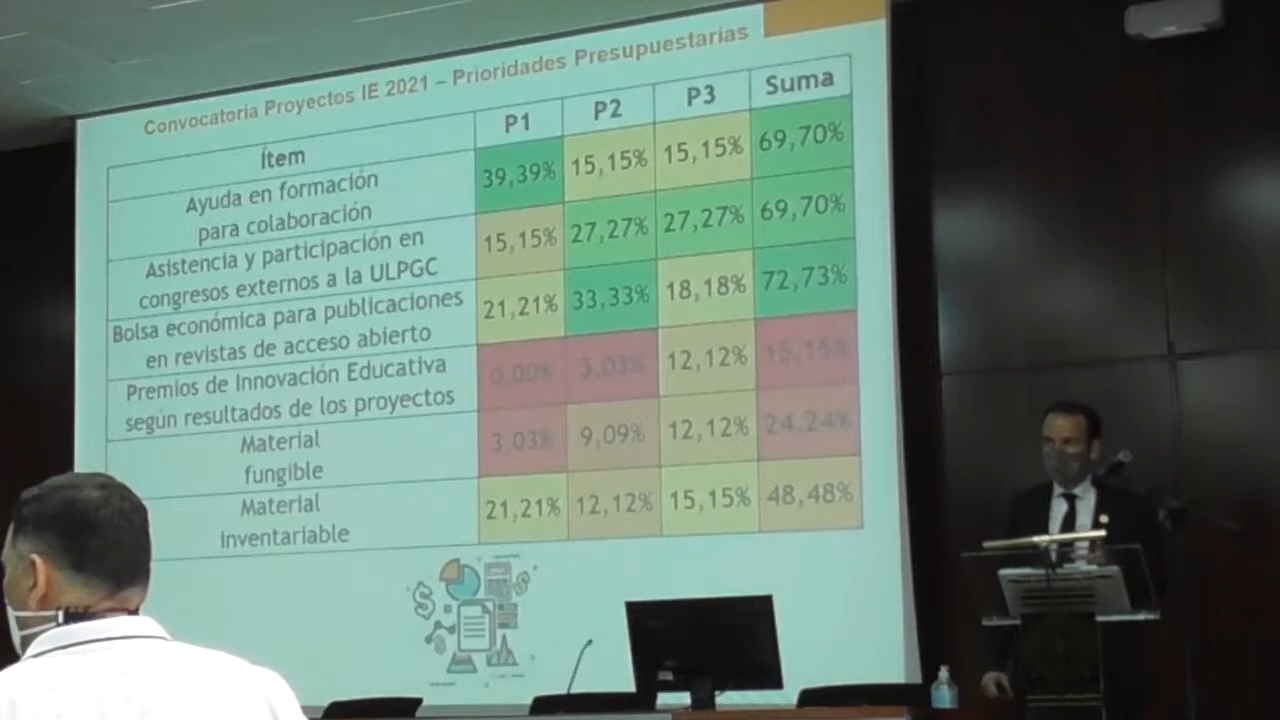 Convocatoria Proyectos IE 2021 – Prioridades Presupuestarias
Ítem P1 P2 P3 Suma
Ayuda en formación
para colaboración 39,39% 15,15% 15,15% 69,70%
Asistencia y participación en
congresos externos a la ULPGC 15,15% 27,27% 27,27% 69,70%
Bolsa económica para publicaciones
en revistas de acceso abierto 21,21% 33,33% 18,18% 72,73%
Premios de Innovación Educativa
según resultados de los proyectos 0,00% 3,03% 12,12% 15,15%
Material
fungible 3,03% 9,09% 12,12% 24,24%
Material
inventariable 21,21% 12,12% 15,15% 48,48%